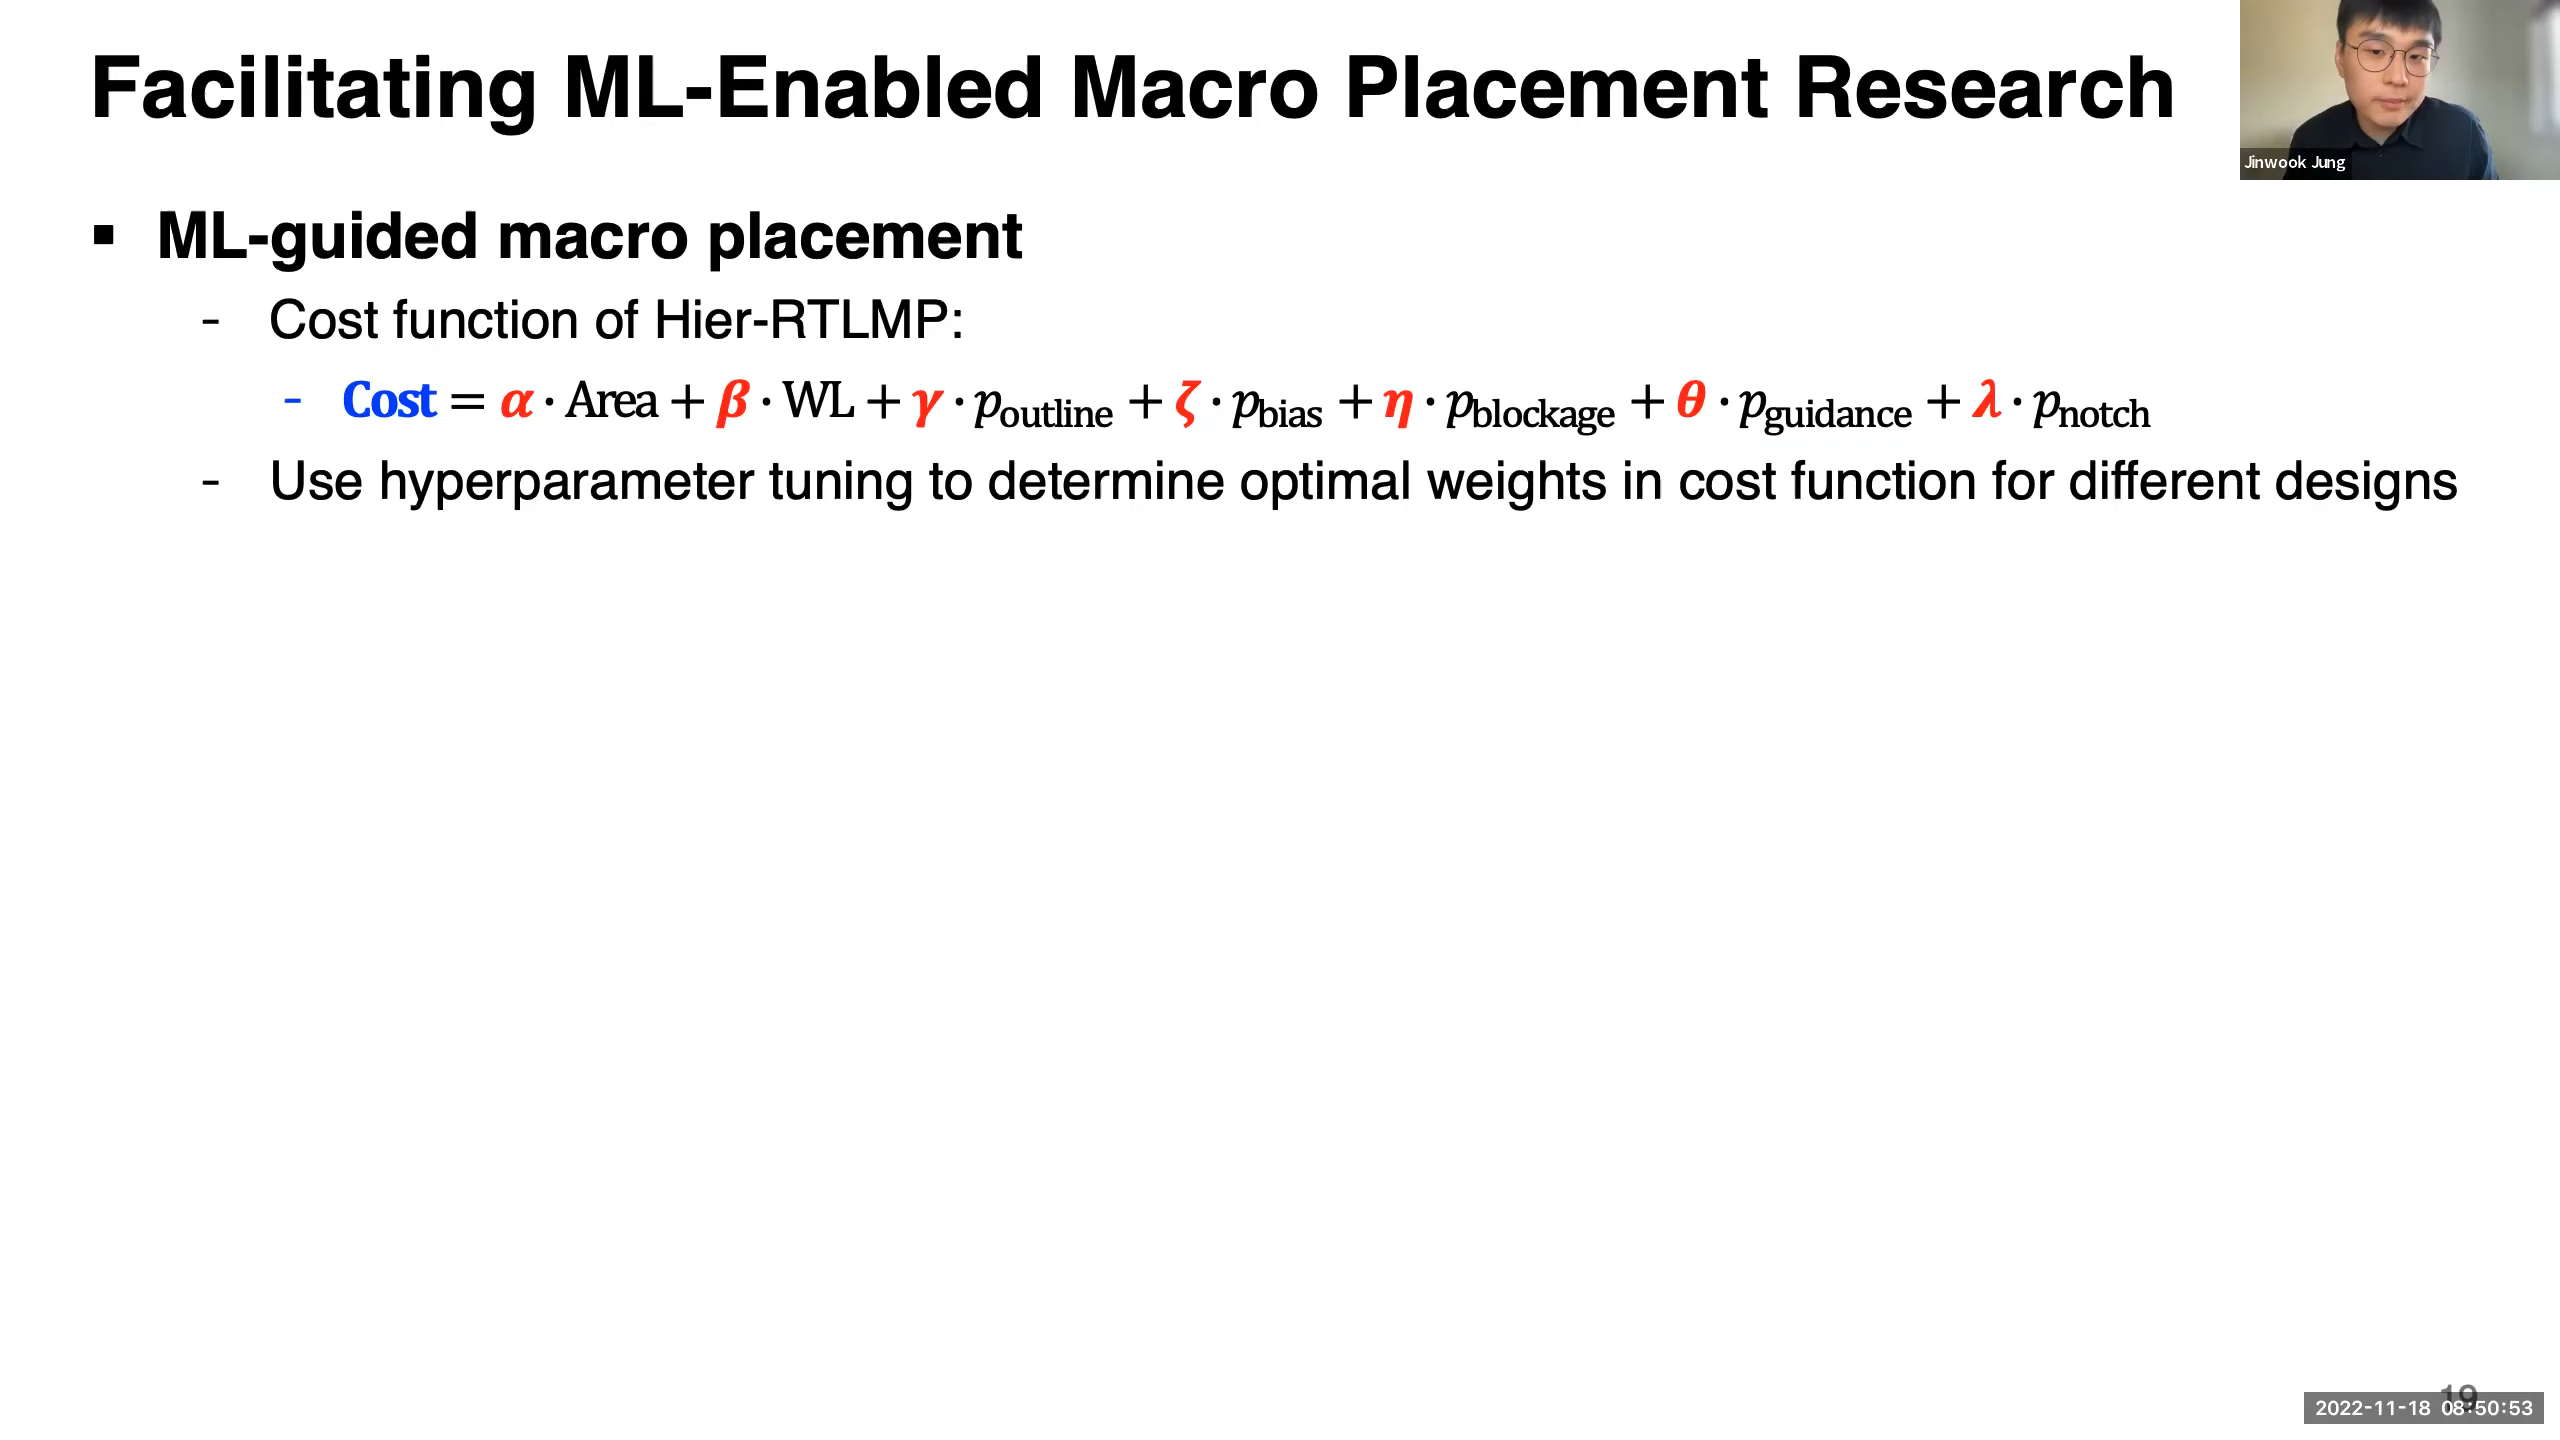 Facilitating ML-Enabled Macro Placement Research
Jinwook Jung
▪ ML-guided macro placement
- Cost function of Hier-RTLMP:
- Cost = α · Area + β · WL + γ · p_outline + ζ · p_bias + η · p_blockage + θ · p_guidance + λ · p_notch
- Use hyperparameter tuning to determine optimal weights in cost function for different designs
19
2022-11-18 08:50:53